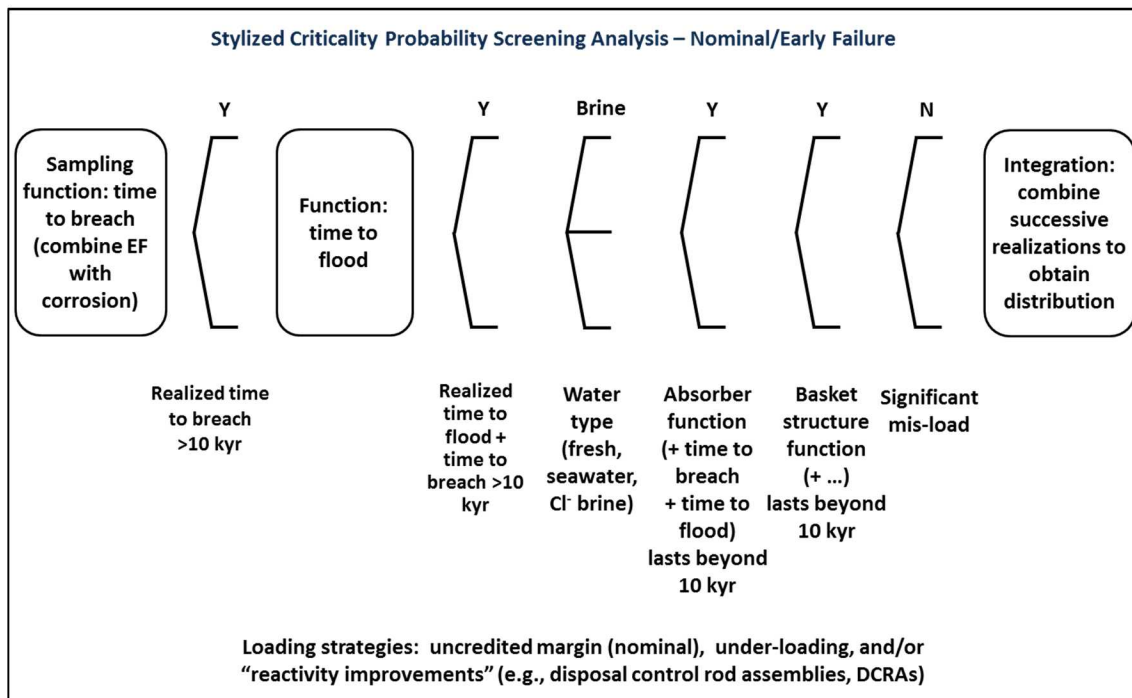 Stylized Criticality Probability Screening Analysis – Nominal/Early Failure
Y
Y
Brine
Y
Y
N
Sampling
function: time
to breach
(combine EF
with
corrosion)
Function:
time to
flood
Integration:
combine
successive
realizations to
obtain
distribution
Realized time
to breach
>10 kyr
Realized
time to
flood +
time to
breach >10
kyr
Water
type
(fresh,
seawater,
Cl⁻ brine)
Absorber
function
(+ time to
breach
+ time to
flood)
lasts beyond
10 kyr
Basket
structure
function
(+ ...)
lasts beyond
10 kyr
Significant
mis-load
Loading strategies: uncredited margin (nominal), under-loading, and/or
“reactivity improvements” (e.g., disposal control rod assemblies, DCRAs)